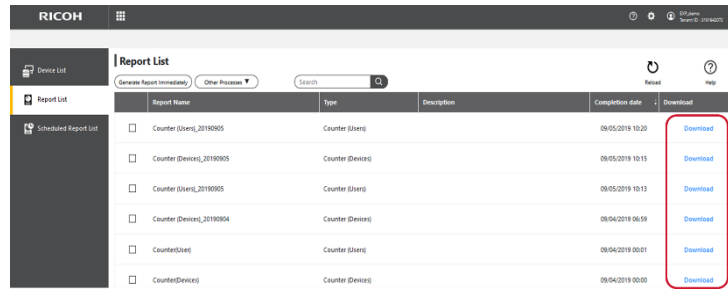 RICOH
EXP_demo
Tenant ID :
Device List
Report List
Scheduled Report List
Report List
Generate Report Immediately
Other Processes ▼
Search
Reload
Help
Report Name Type Description Completion date Download
Counter (Users)_20190905 Counter (Users) 09/05/2019 10:20 Download
Counter (Devices)_20190905 Counter (Devices) 09/05/2019 10:15 Download
Counter (Users)_20190905 Counter (Users) 09/05/2019 10:13 Download
Counter (Devices)_20190904 Counter (Devices) 09/04/2019 06:59 Download
Counter(User) Counter (Users) 09/04/2019 00:01 Download
Counter(Devices) Counter (Devices) 09/04/2019 00:00 Download